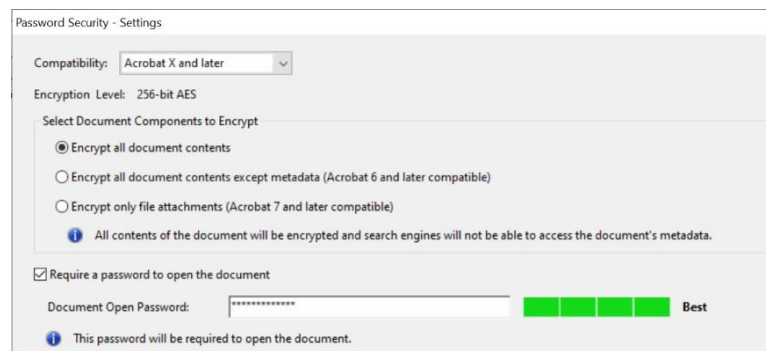 Password Security - Settings
Compatibility: Acrobat X and later
Encryption Level: 256-bit AES
Select Document Components to Encrypt
Encrypt all document contents
Encrypt all document contents except metadata (Acrobat 6 and later compatible)
Encrypt only file attachments (Acrobat 7 and later compatible)
All contents of the document will be encrypted and search engines will not be able to access the document's metadata.
Require a password to open the document
Document Open Password: ************* Best
This password will be required to open the document.